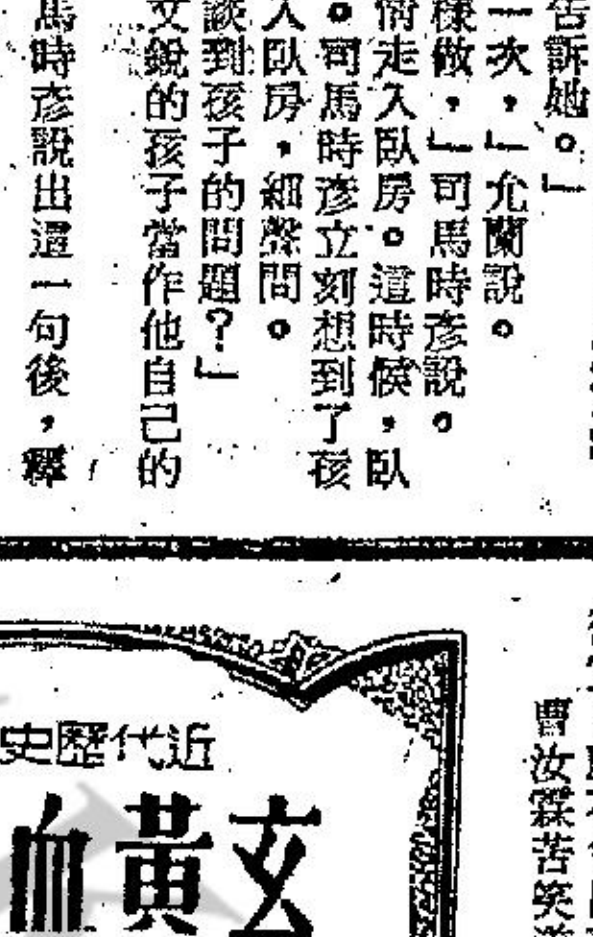 告訴她。」
一次，」允蘭說。
樣做，」司馬時彥說。
情走入臥房。這時候，臥
。司馬時彥立刻想到了孩
入臥房，細聲問。
談到孩子的問題？」
文銳的孩子當作他自己的
馬時彥說出這一句後，釋
曹汝霖苦笑道
近代歷史
玄黃血